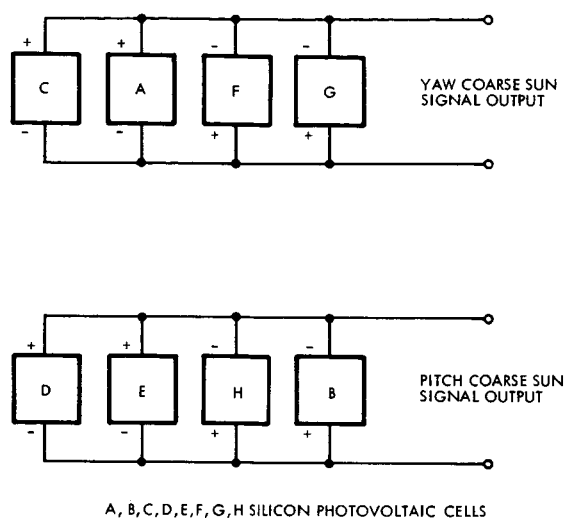 + + - -
C A F G
- - + +
YAW COARSE SUN
SIGNAL OUTPUT
+ + - -
D E H B
- - + +
PITCH COARSE SUN
SIGNAL OUTPUT
A, B, C, D, E, F, G, H SILICON PHOTOVOLTAIC CELLS